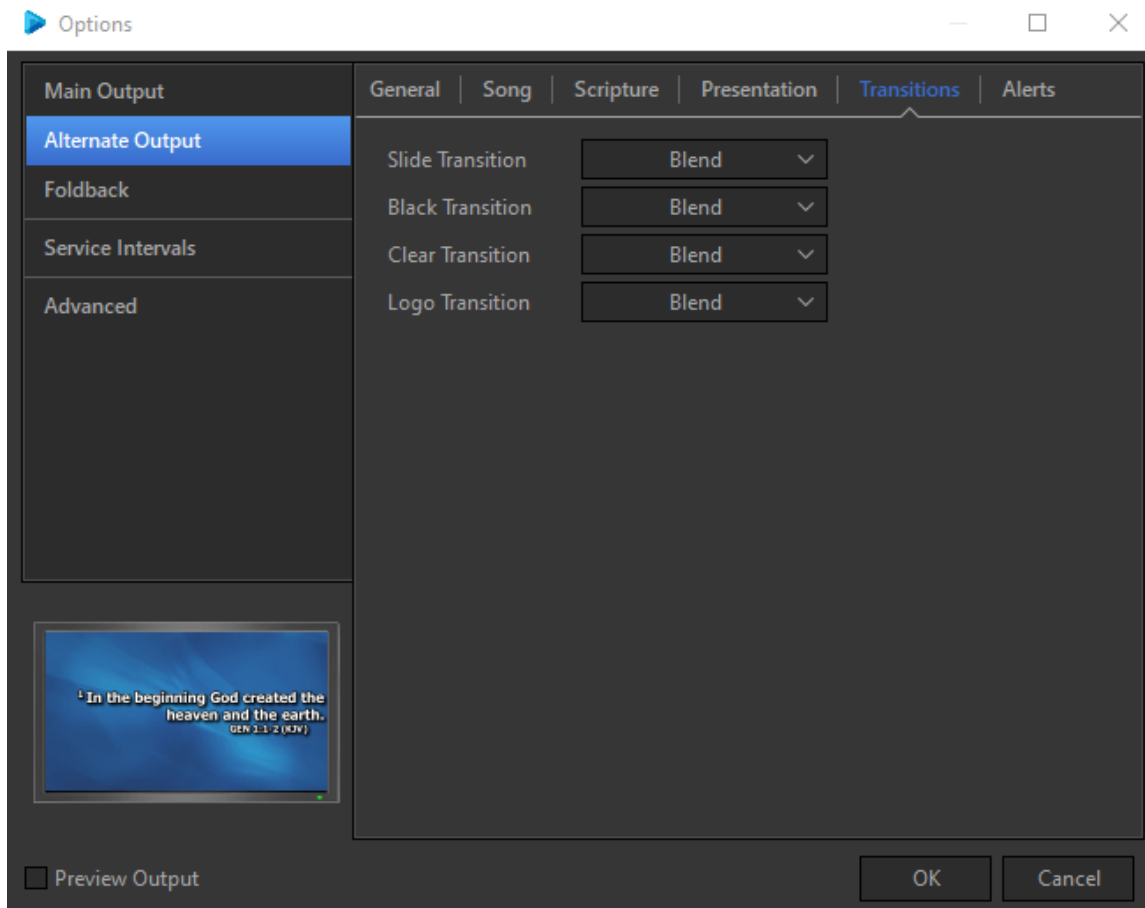 Options
Main Output
Alternate Output
Foldback
Service Intervals
Advanced
General Song Scripture Presentation Transitions Alerts
Slide Transition Blend
Black Transition Blend
Clear Transition Blend
Logo Transition Blend
1 In the beginning God created the
heaven and the earth.
GEN 1:1-2 (KJV)
Preview Output
OK Cancel